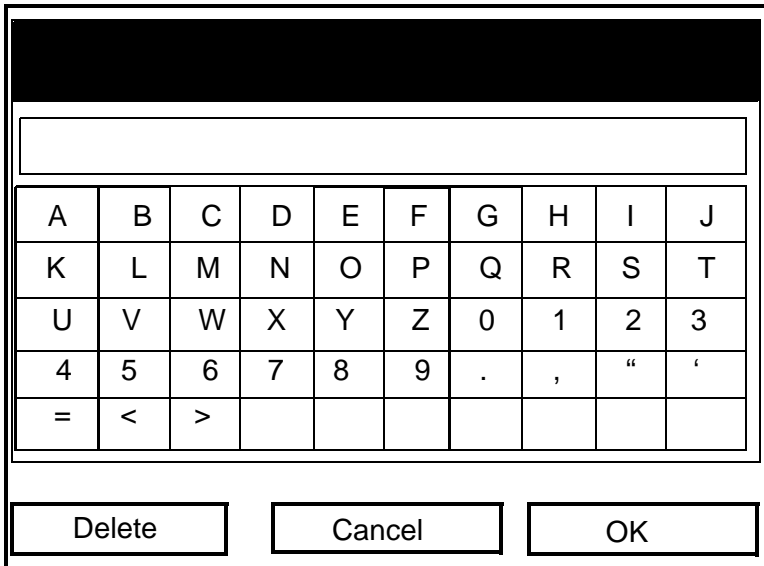 A B C D E F G H I J
K L M N O P Q R S T
U V W X Y Z 0 1 2 3
4 5 6 7 8 9 . , “ ‘
= < >
Delete Cancel OK